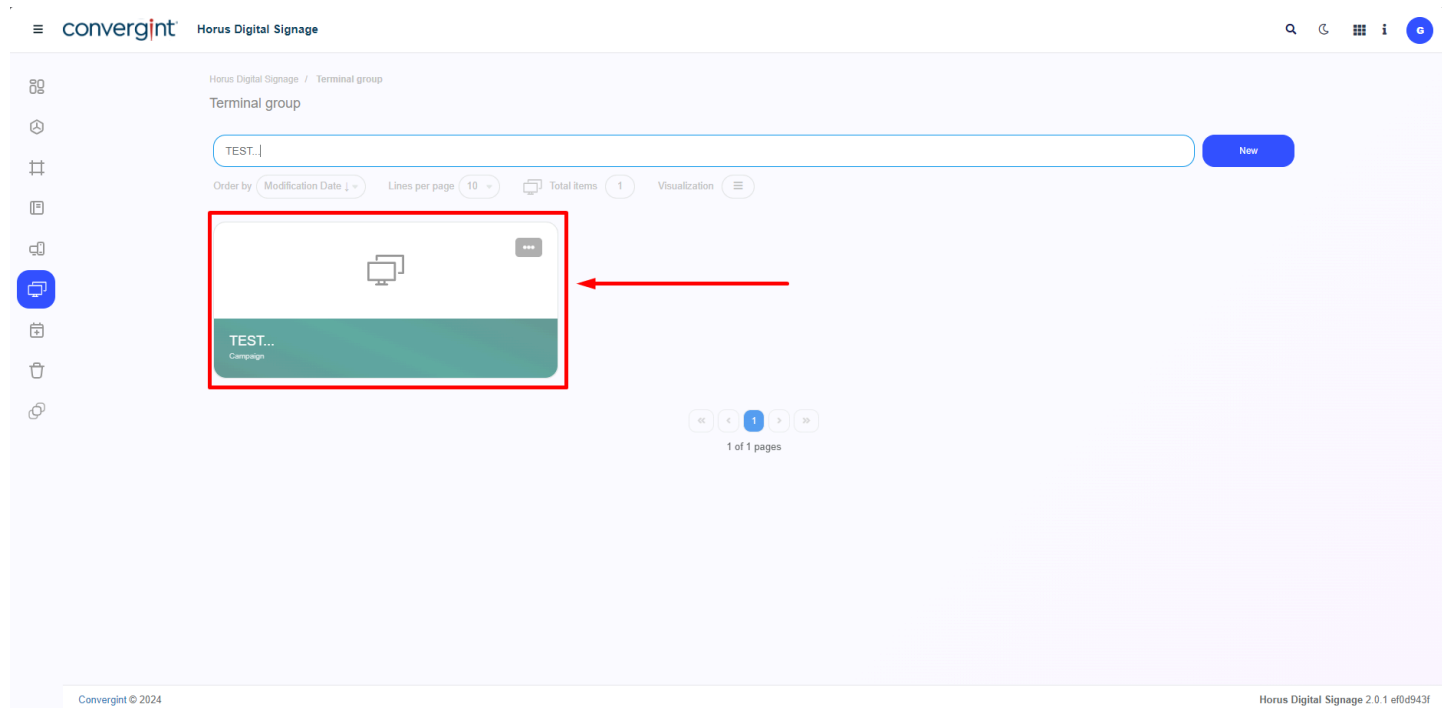 convergint Horus Digital Signage G
Horus Digital Signage / Terminal group
Terminal group
TEST... New
Order by Modification Date ↓ Lines per page 10 Total items 1 Visualization
TEST...
Campaign
« < 1 > »
1 of 1 pages
Convergint © 2024 Horus Digital Signage 2.0.1 ef0d943f